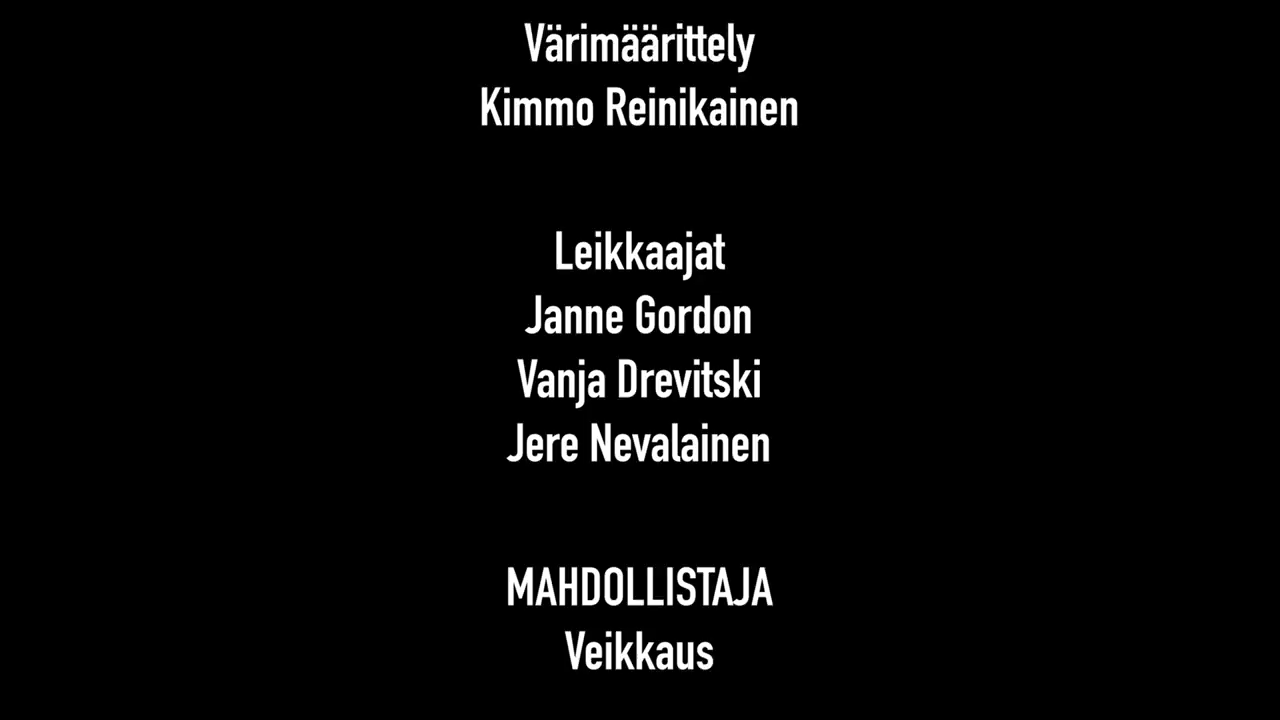 Värimäärittely
Kimmo Reinikainen
Leikkaajat
Janne Gordon
Vanja Drevitski
Jere Nevalainen
MAHDOLLISTAJA
Veikkaus